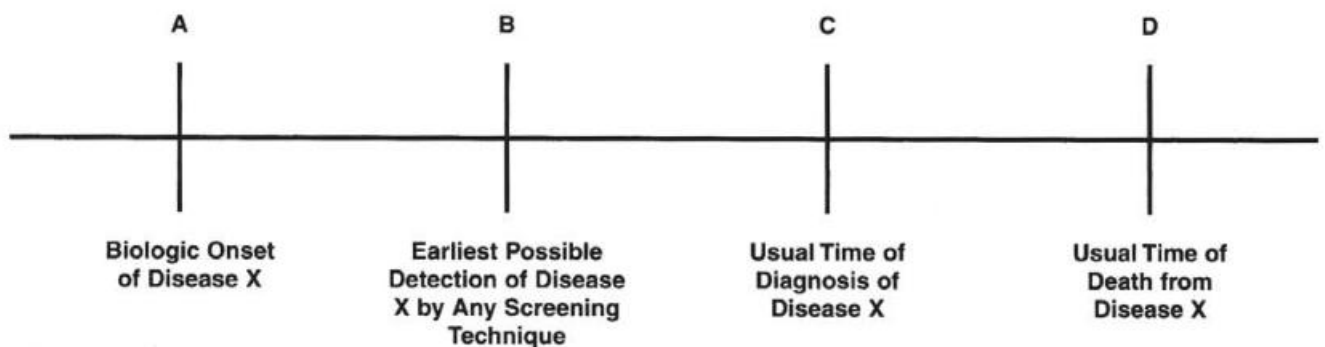 A
B
C
D
Biologic Onset
of Disease X
Earliest Possible
Detection of Disease
X by Any Screening
Technique
Usual Time of
Diagnosis of
Disease X
Usual Time of
Death from
Disease X